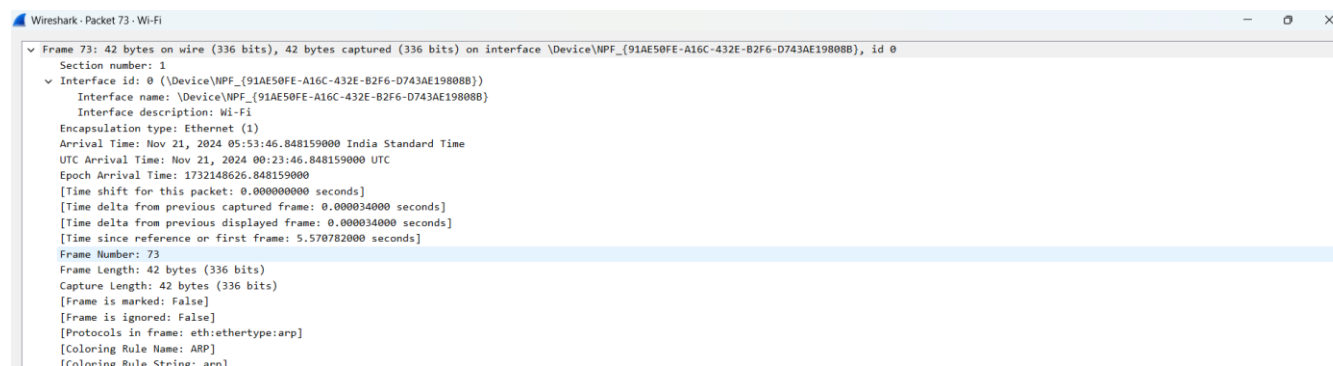 Wireshark · Packet 73 · Wi-Fi
Frame 73: 42 bytes on wire (336 bits), 42 bytes captured (336 bits) on interface \Device\NPF_{91AE50FE-A16C-432E-B2F6-D743AE19808B}, id 0
Section number: 1
Interface id: 0 (\Device\NPF_{91AE50FE-A16C-432E-B2F6-D743AE19808B})
Interface name: \Device\NPF_{91AE50FE-A16C-432E-B2F6-D743AE19808B}
Interface description: Wi-Fi
Encapsulation type: Ethernet (1)
Arrival Time: Nov 21, 2024 05:53:46.848159000 India Standard Time
UTC Arrival Time: Nov 21, 2024 00:23:46.848159000 UTC
Epoch Arrival Time: 1732148626.848159000
[Time shift for this packet: 0.000000000 seconds]
[Time delta from previous captured frame: 0.000034000 seconds]
[Time delta from previous displayed frame: 0.000034000 seconds]
[Time since reference or first frame: 5.570782000 seconds]
Frame Number: 73
Frame Length: 42 bytes (336 bits)
Capture Length: 42 bytes (336 bits)
[Frame is marked: False]
[Frame is ignored: False]
[Protocols in frame: eth:ethertype:arp]
[Coloring Rule Name: ARP]
[Coloring Rule String: arp]